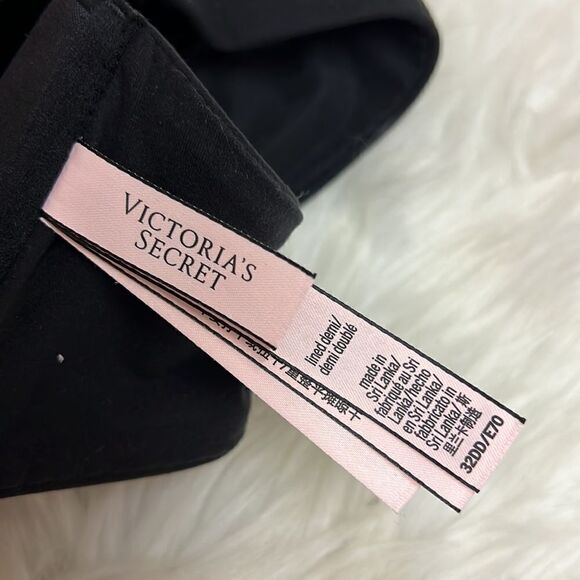 VICTORIA'S
SECRET
lined demi/
demi doublé
made in
Sri Lanka/
fabriqué au Sri
Lanka/hecho
en Sri Lanka/
fabbricato in
Sri Lanka/ 斯
里兰卡制造
32DD/E70